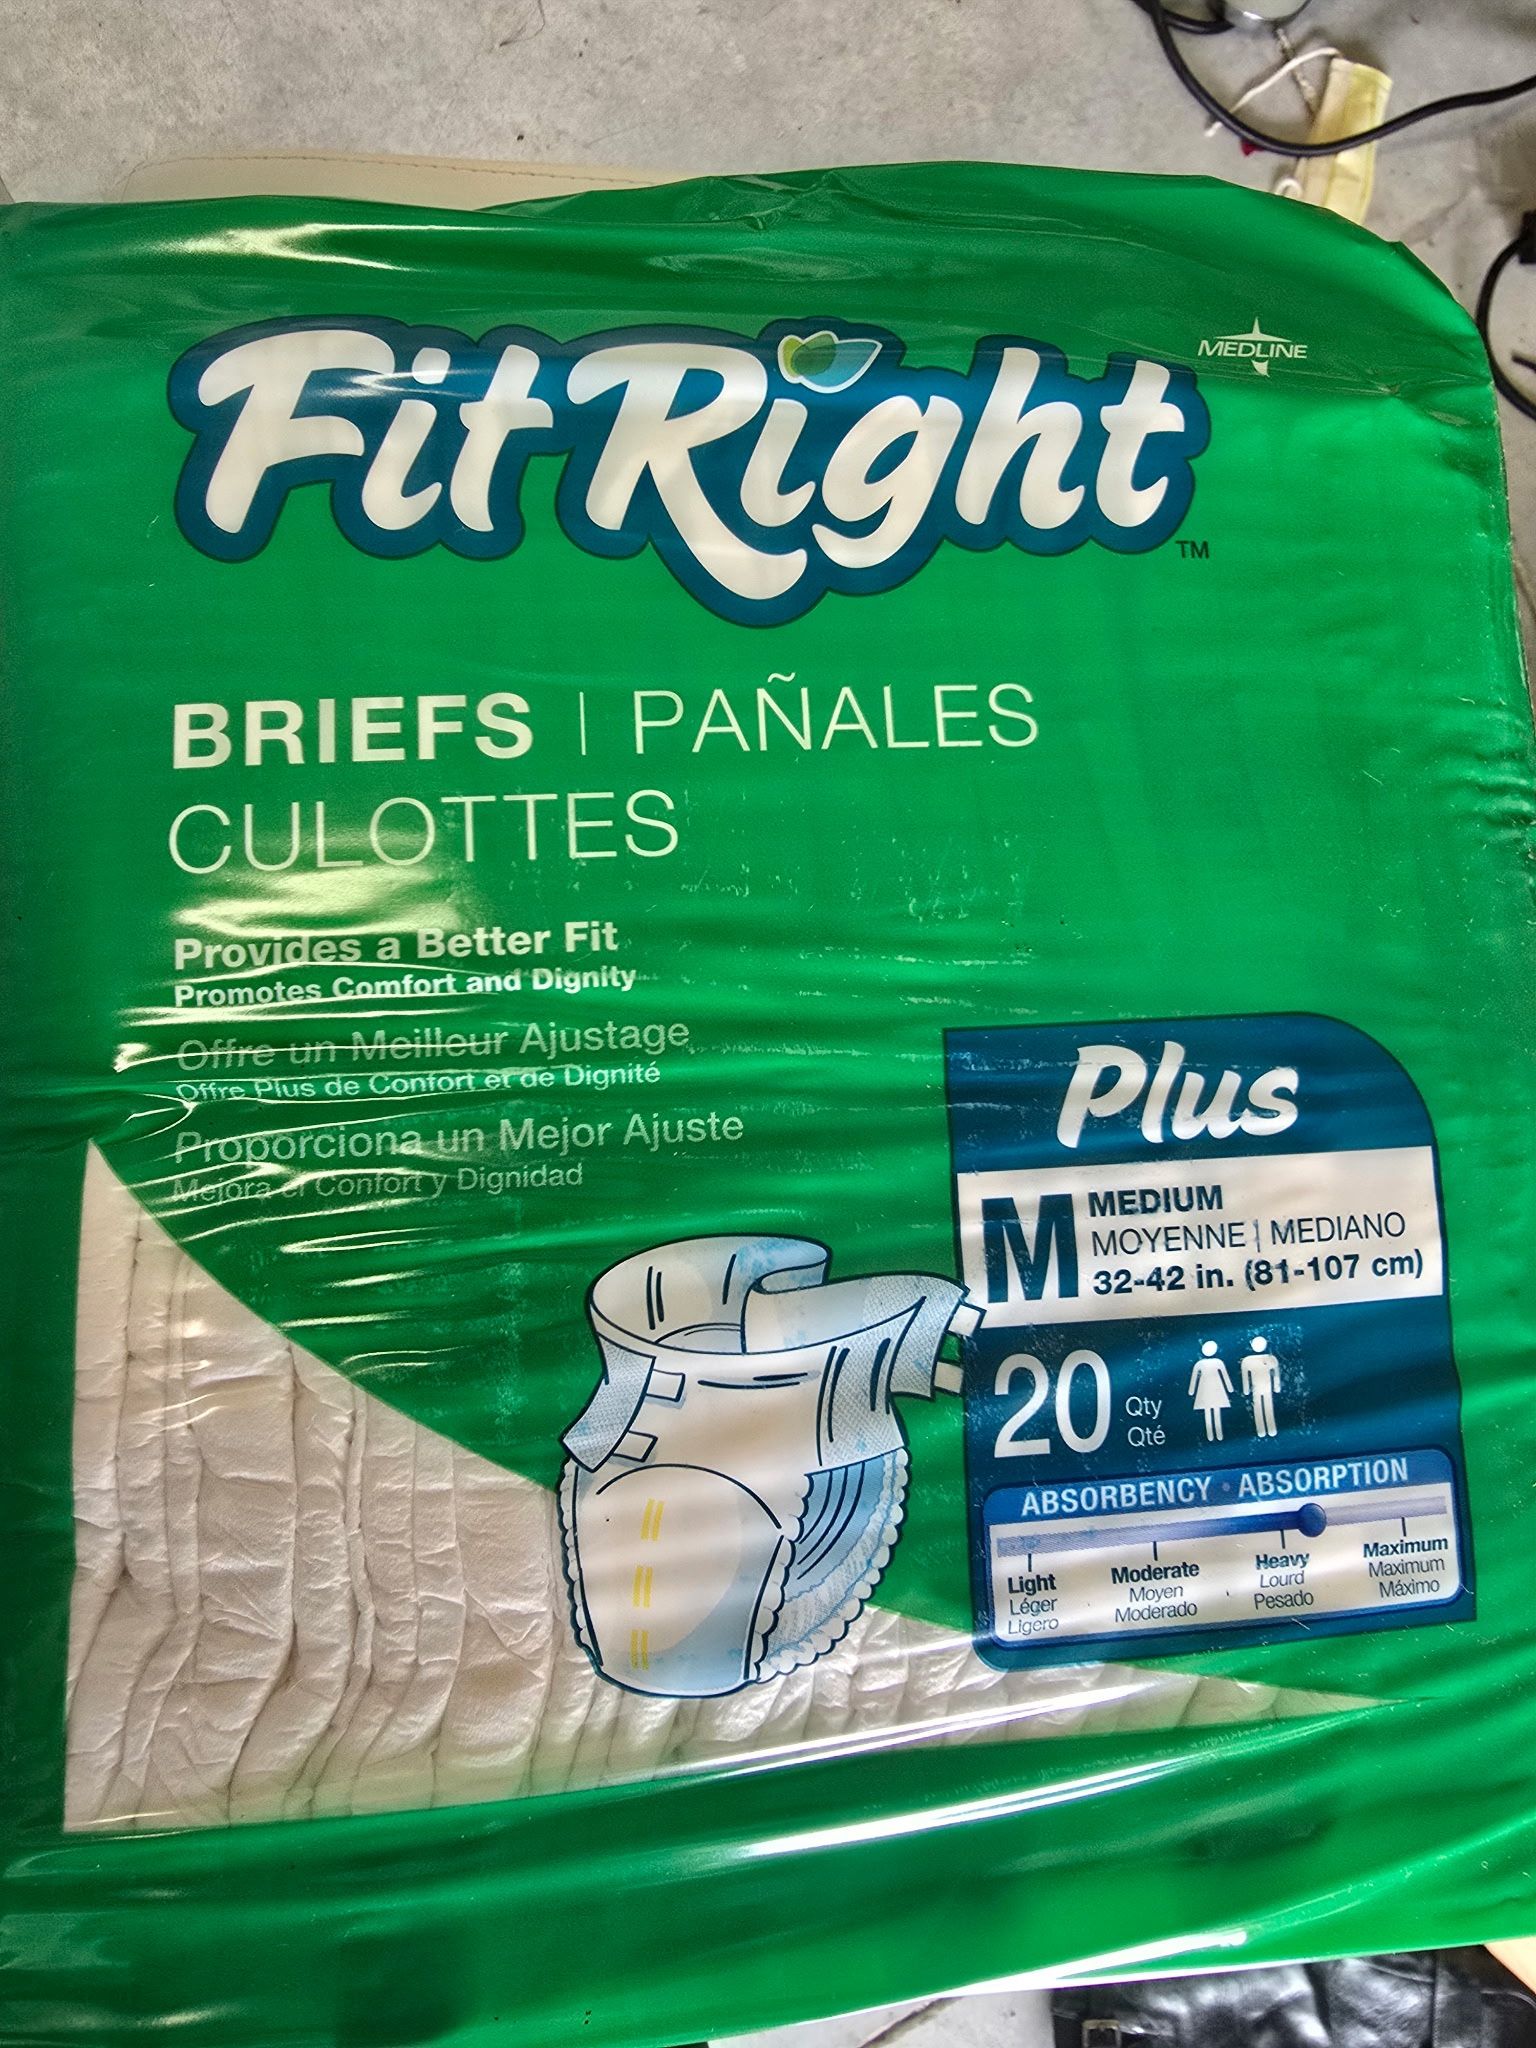 MEDLINE
FitRight™
BRIEFS | PAÑALES
CULOTTES
Provides a Better Fit
Promotes Comfort and Dignity
Offre un Meilleur Ajustage
Offre Plus de Confort et de Dignité
Proporciona un Mejor Ajuste
Mejora el Confort y Dignidad
Plus
M MEDIUM
MOYENNE | MEDIANO
32-42 in. (81-107 cm)
20 Qty
Qté
ABSORBENCY • ABSORPTION
Light Moderate Heavy Maximum
Léger Moyen Lourd Maximum
Ligero Moderado Pesado Máximo